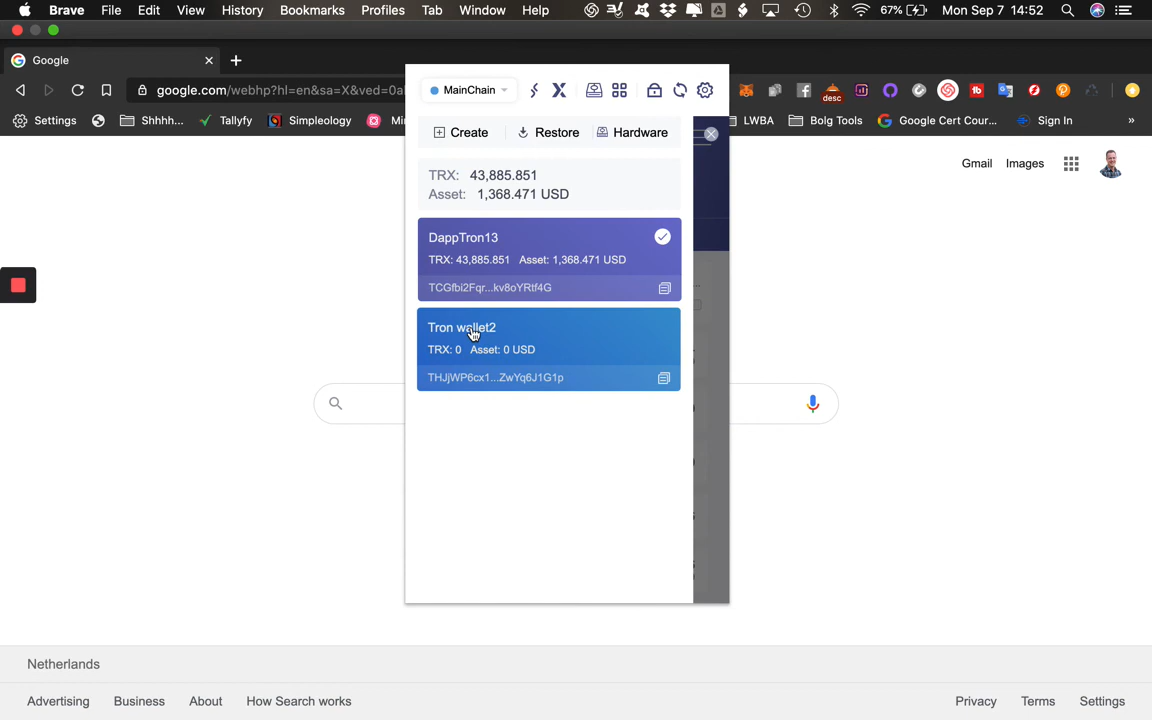 Brave File Edit View History Bookmarks Profiles Tab Window Help 67% Mon Sep 7 14:52
Google
google.com/webhp?hl=en&sa=X&ved=0a
desc
Settings Shhhh... Tallyfy Simpleology LWBA Bolg Tools Google Cert Cour... Sign In »
MainChain
Create Restore Hardware
TRX: 43,885.851
Asset: 1,368.471 USD
DappTron13
TRX: 43,885.851 Asset: 1,368.471 USD
TCGfbi2Fqr...kv8oYRtf4G
Tron wallet2
TRX: 0 Asset: 0 USD
THJjWP6cx1...ZwYq6J1G1p
Gmail Images
Netherlands
Advertising Business About How Search works Privacy Terms Settings